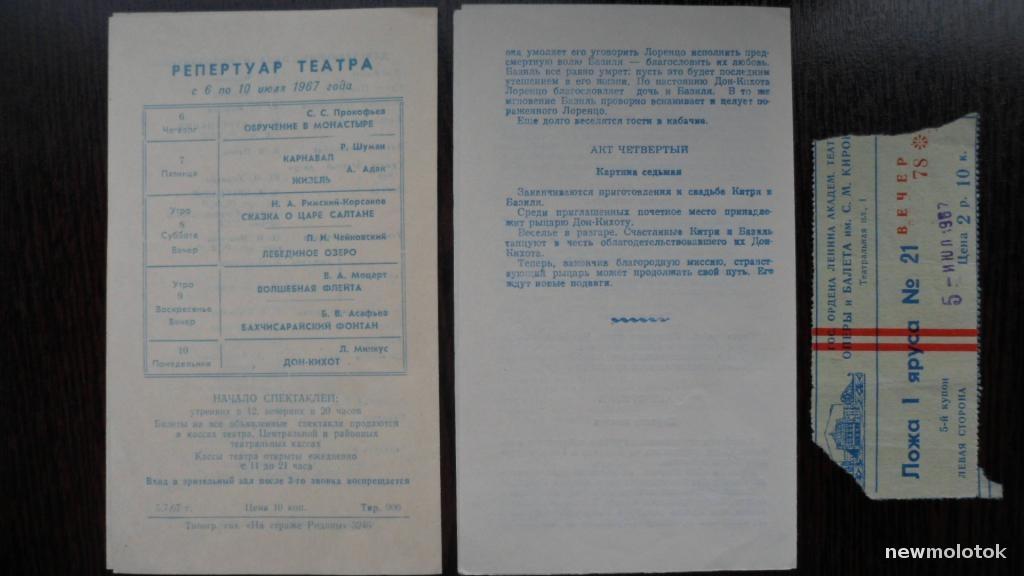 РЕПЕРТУАР ТЕАТРА
с 6 по 10 июля 1967 года
6 Четверг
С. С. Прокофьев
ОБРУЧЕНИЕ В МОНАСТЫРЕ
7 Пятница
Р. Шуман
КАРНАВАЛ
А. Адан
ЖИЗЕЛЬ
Утро
8
Суббота
Вечер
Н. А. Римский-Корсаков
СКАЗКА О ЦАРЕ САЛТАНЕ
П. И. Чайковский
ЛЕБЕДИНОЕ ОЗЕРО
Утро
9
Воскресенье
Вечер
В. А. Моцарт
ВОЛШЕБНАЯ ФЛЕЙТА
Б. В. Асафьев
БАХЧИСАРАЙСКИЙ ФОНТАН
10
Понедельник
Л. Минкус
ДОН-КИХОТ
НАЧАЛО СПЕКТАКЛЕЙ:
утренних в 12, вечерних в 20 часов
Билеты на все объявленные спектакли продаются
в кассах театра, Центральной и районных
театральных кассах
Кассы театра открыты ежедневно
с 11 до 21 часа
Вход в зрительный зал после 3-го звонка воспрещается
5.7.67 г. Цена 10 коп. Тир. 900
Типогр. газ. «На страже Родины» 3246
она умоляет его уговорить Лоренцо исполнить пред-
смертную волю Базиля — благословить их любовь.
Базиль все равно умрет; пусть это будет последним
утешением в его жизни. По настоянию Дон-Кихота
Лоренцо благословляет дочь и Базиля. В то же
мгновение Базиль проворно вскакивает и целует по-
раженного Лоренцо.
Еще долго веселятся гости в кабачке.
АКТ ЧЕТВЕРТЫЙ
Картина седьмая
Заканчиваются приготовления к свадьбе Китри и
Базиля.
Среди приглашенных почетное место принадле-
жит рыцарю Дон-Кихоту.
Веселье в разгаре. Счастливые Китри и Базиль
танцуют в честь облагодетельствовавшего их Дон-
Кихота.
Теперь, закончив благородную миссию, странст-
вующий рыцарь может продолжать свой путь. Его
ждут новые подвиги.
ГОС. ОРДЕНА ЛЕНИНА АКАДЕМ. ТЕАТ
ОПЕРЫ и БАЛЕТА им. С. М. КИРОВ
Театральная пл., 1
Ложа I яруса № 21
ВЕЧЕР
78 *
5-й купон
ЛЕВАЯ СТОРОНА
5-ИЮЛ 1967
Цена 2 р. 10 к.
newmolotok